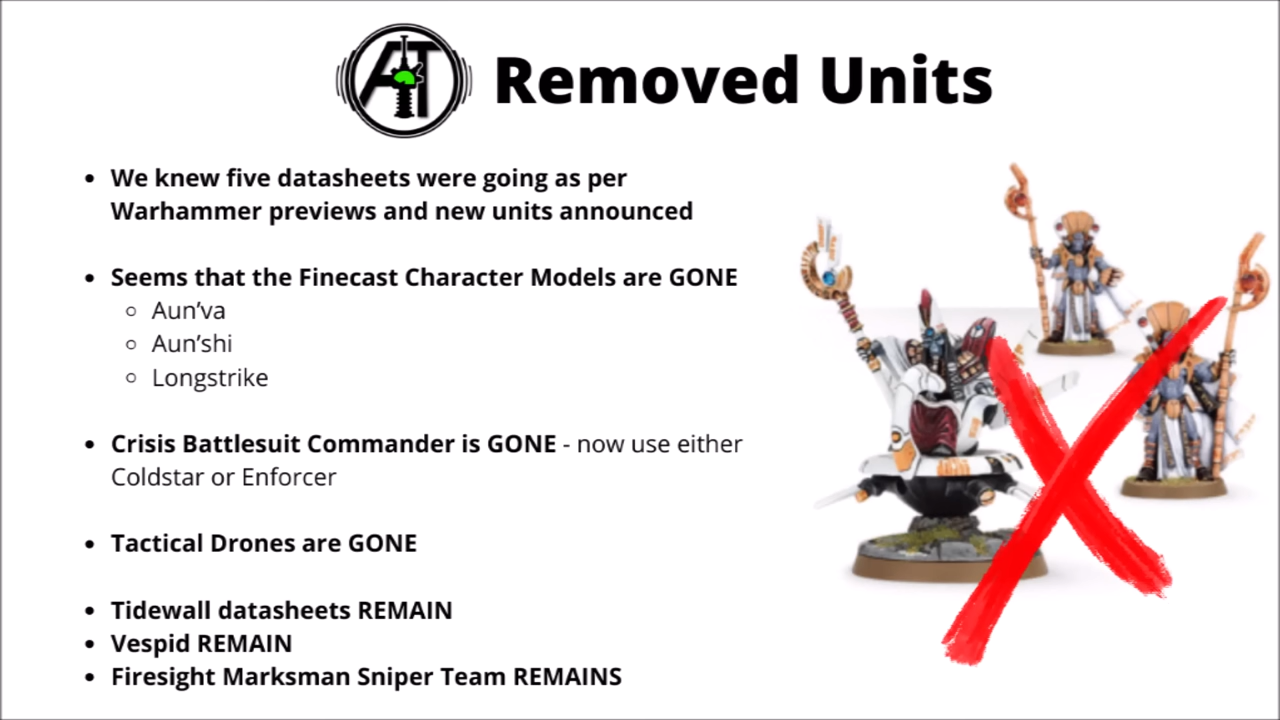 AT
Removed Units
• We knew five datasheets were going as per
Warhammer previews and new units announced
• Seems that the Finecast Character Models are GONE
○ Aun’va
○ Aun’shi
○ Longstrike
• Crisis Battlesuit Commander is GONE - now use either
Coldstar or Enforcer
• Tactical Drones are GONE
• Tidewall datasheets REMAIN
• Vespid REMAIN
• Firesight Marksman Sniper Team REMAINS